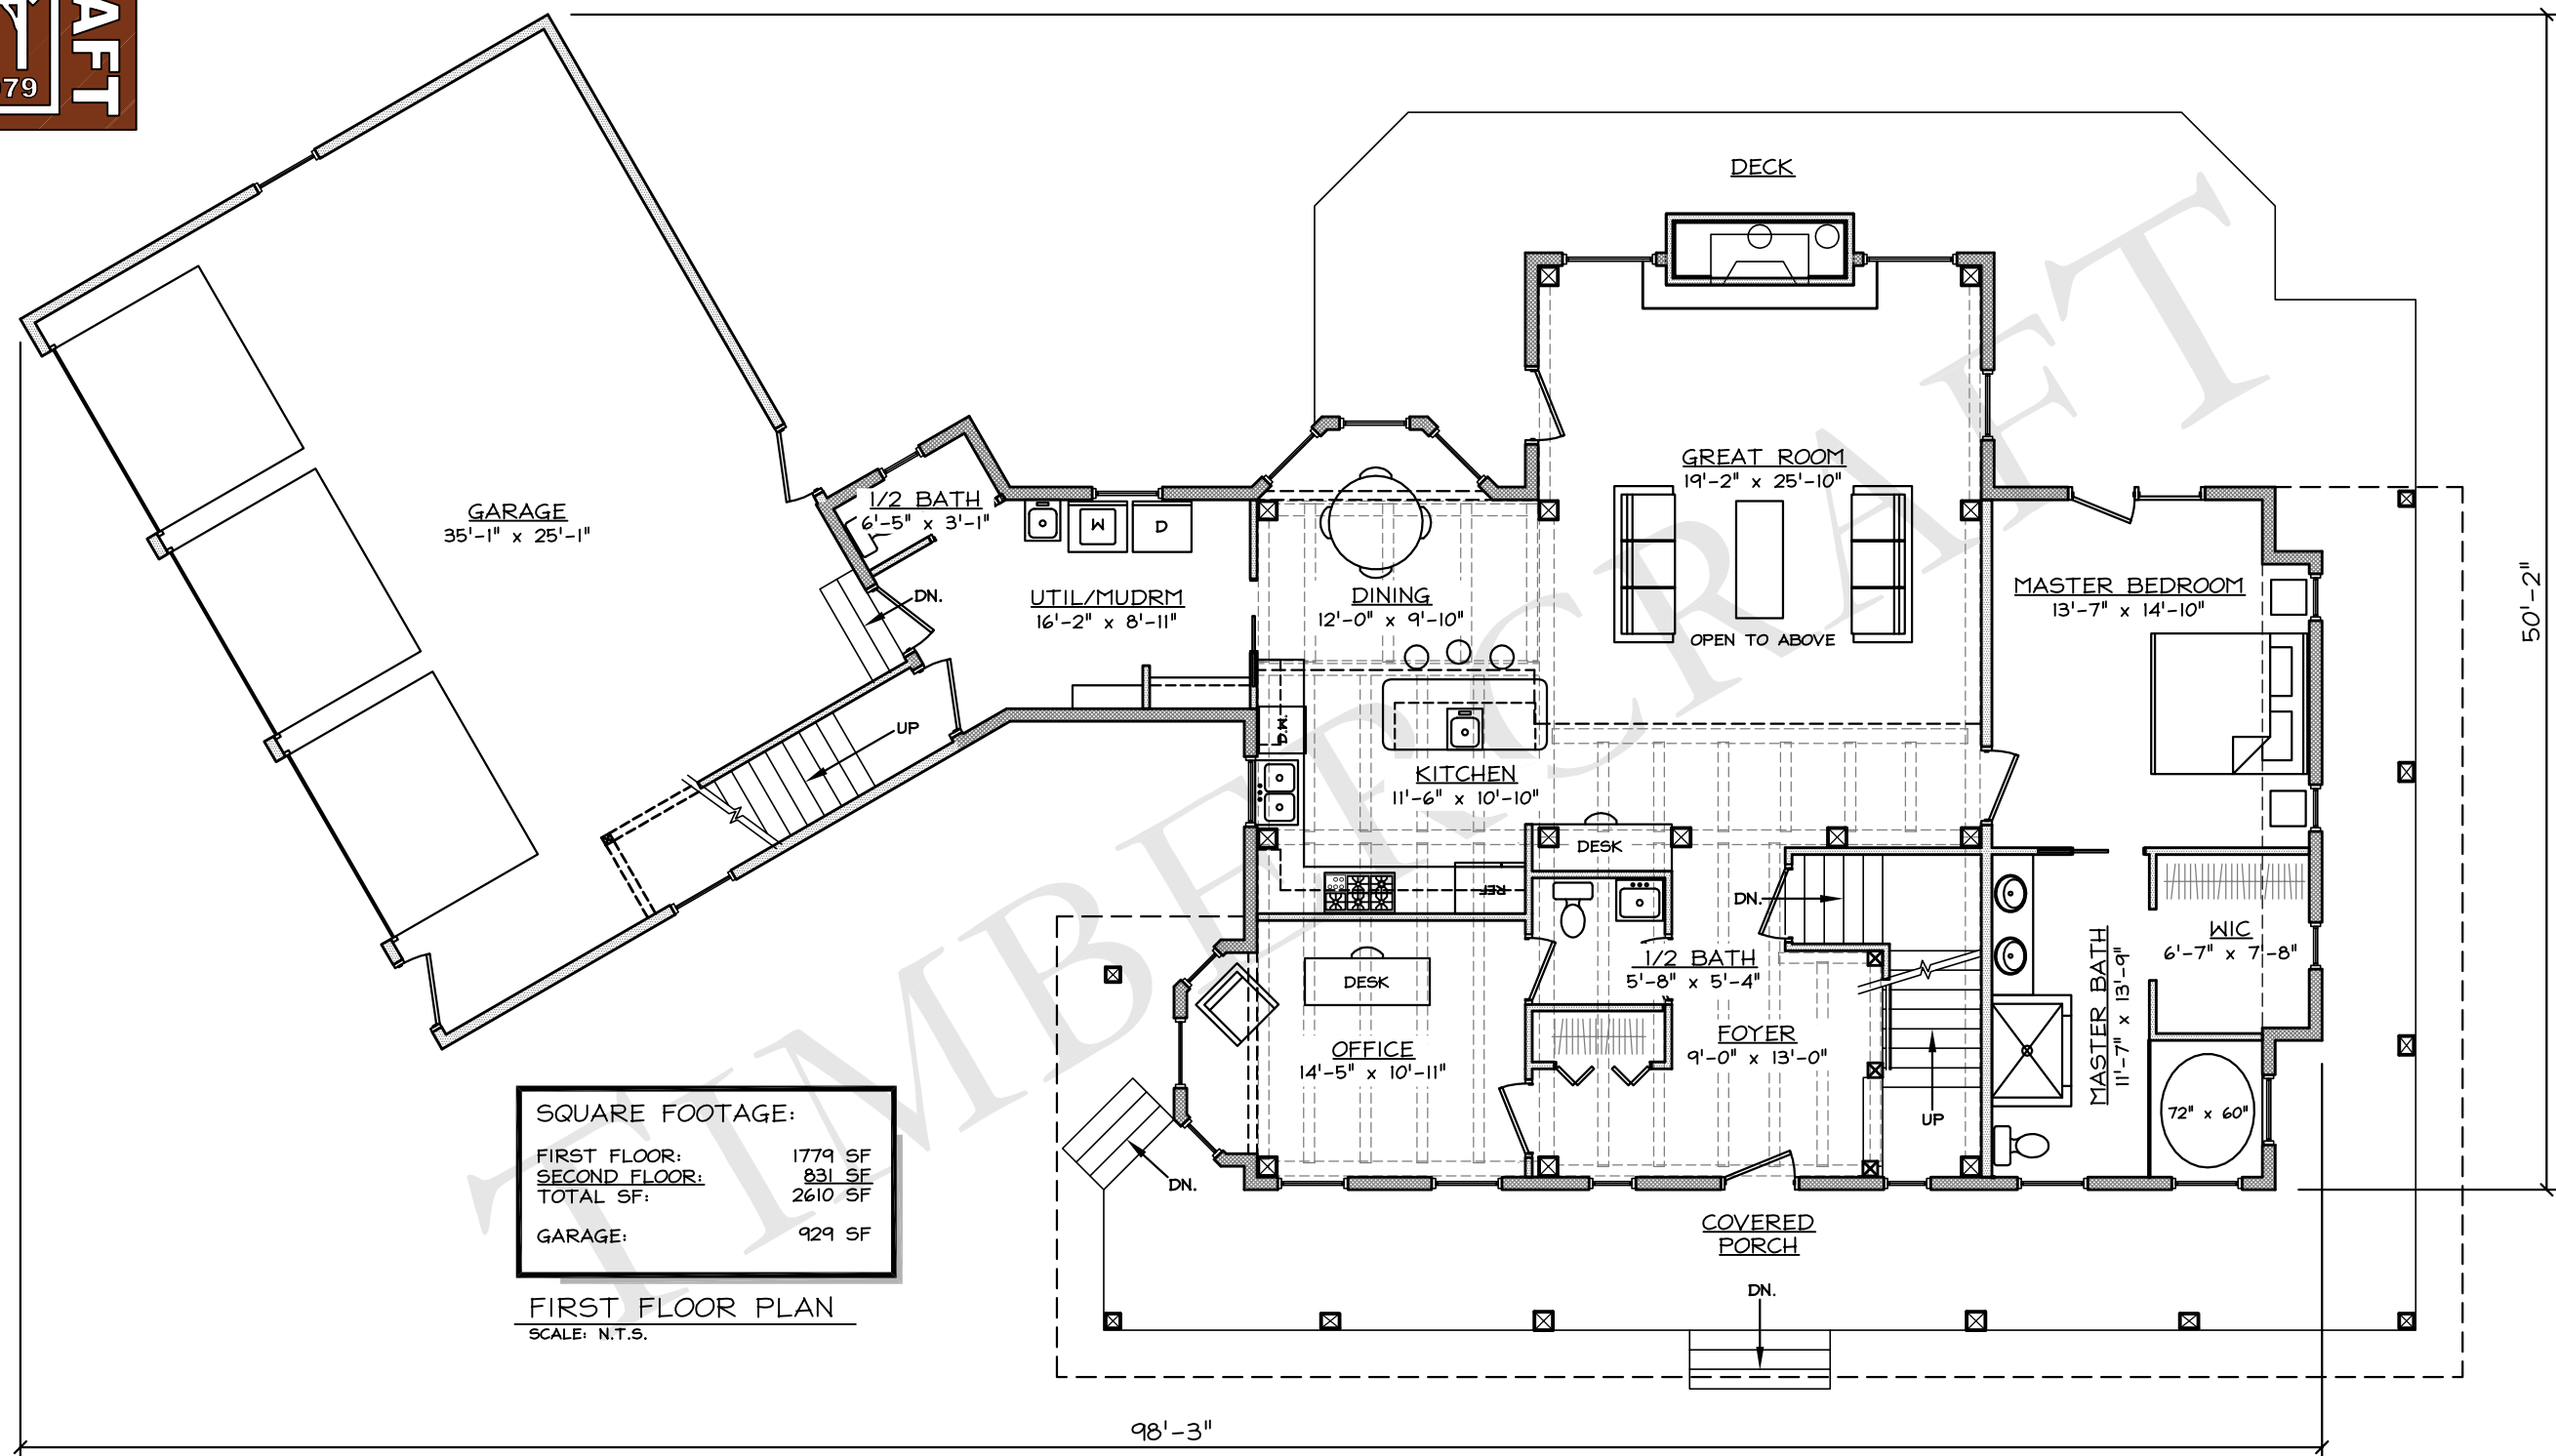 AFT
979
DECK
GREAT ROOM
19'-2" x 25'-10"
OPEN TO ABOVE
GARAGE
35'-1" x 25'-1"
1/2 BATH
6'-5" x 3'-1"
W
D
DN.
UTIL/MUDRM
16'-2" x 8'-11"
DINING
12'-0" x 9'-10"
MASTER BEDROOM
13'-7" x 14'-10"
50'-2"
UP
D.W.
KITCHEN
11'-6" x 10'-10"
DESK
REF.
DN.
1/2 BATH
5'-8" x 5'-4"
WIC
6'-7" x 7'-8"
MASTER BATH
11'-7" x 13'-9"
DESK
OFFICE
14'-5" x 10'-11"
FOYER
9'-0" x 13'-0"
UP
72" x 60"
DN.
COVERED
PORCH
DN.
SQUARE FOOTAGE:
FIRST FLOOR: 1779 SF
SECOND FLOOR: 831 SF
TOTAL SF: 2610 SF
GARAGE: 929 SF
FIRST FLOOR PLAN
SCALE: N.T.S.
98'-3"
TIMBERCRAFT